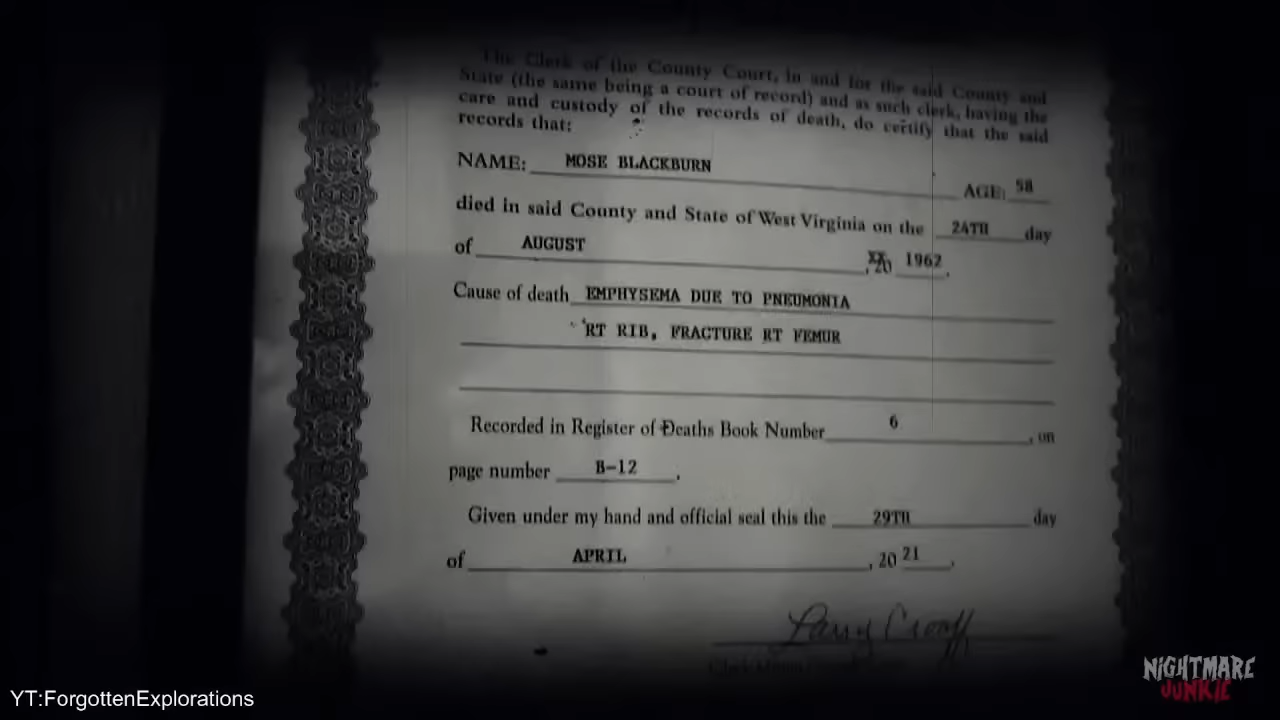 The Clerk of the County Court, in and for the said County and
State (the same being a court of record) and as such clerk, having the
care and custody of the records of death, do certify that the said
records that:
NAME: MOSE BLACKBURN AGE: 58
died in said County and State of West Virginia on the 24TH day
of AUGUST , 20 1962.
Cause of death EMPHYSEMA DUE TO PNEUMONIA
RT RIB, FRACTURE RT FEMUR
Recorded in Register of Deaths Book Number 6 , on
page number B-12 .
Given under my hand and official seal this the 29TH day
of APRIL , 20 21 .
Larry
NIGHTMARE
JUNKIE
YT:ForgottenExplorations